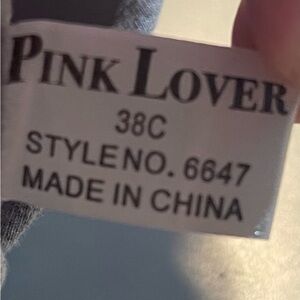 PINK LOVER
38C
STYLE NO. 6647
MADE IN CHINA